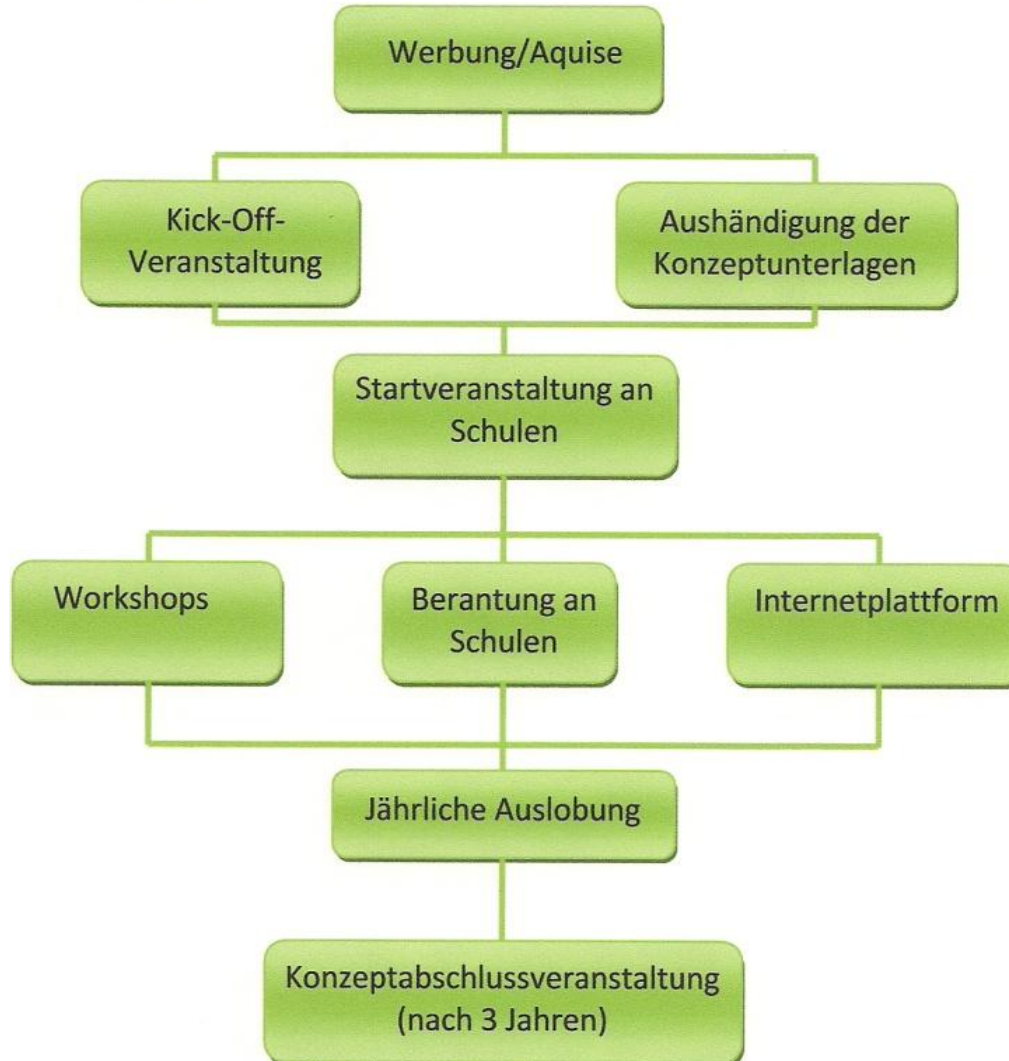 Werbung/Aquise
Kick-Off-
Veranstaltung
Aushändigung der
Konzeptunterlagen
Startveranstaltung an
Schulen
Workshops
Berantung an
Schulen
Internetplattform
Jährliche Auslobung
Konzeptabschlussveranstaltung
(nach 3 Jahren)